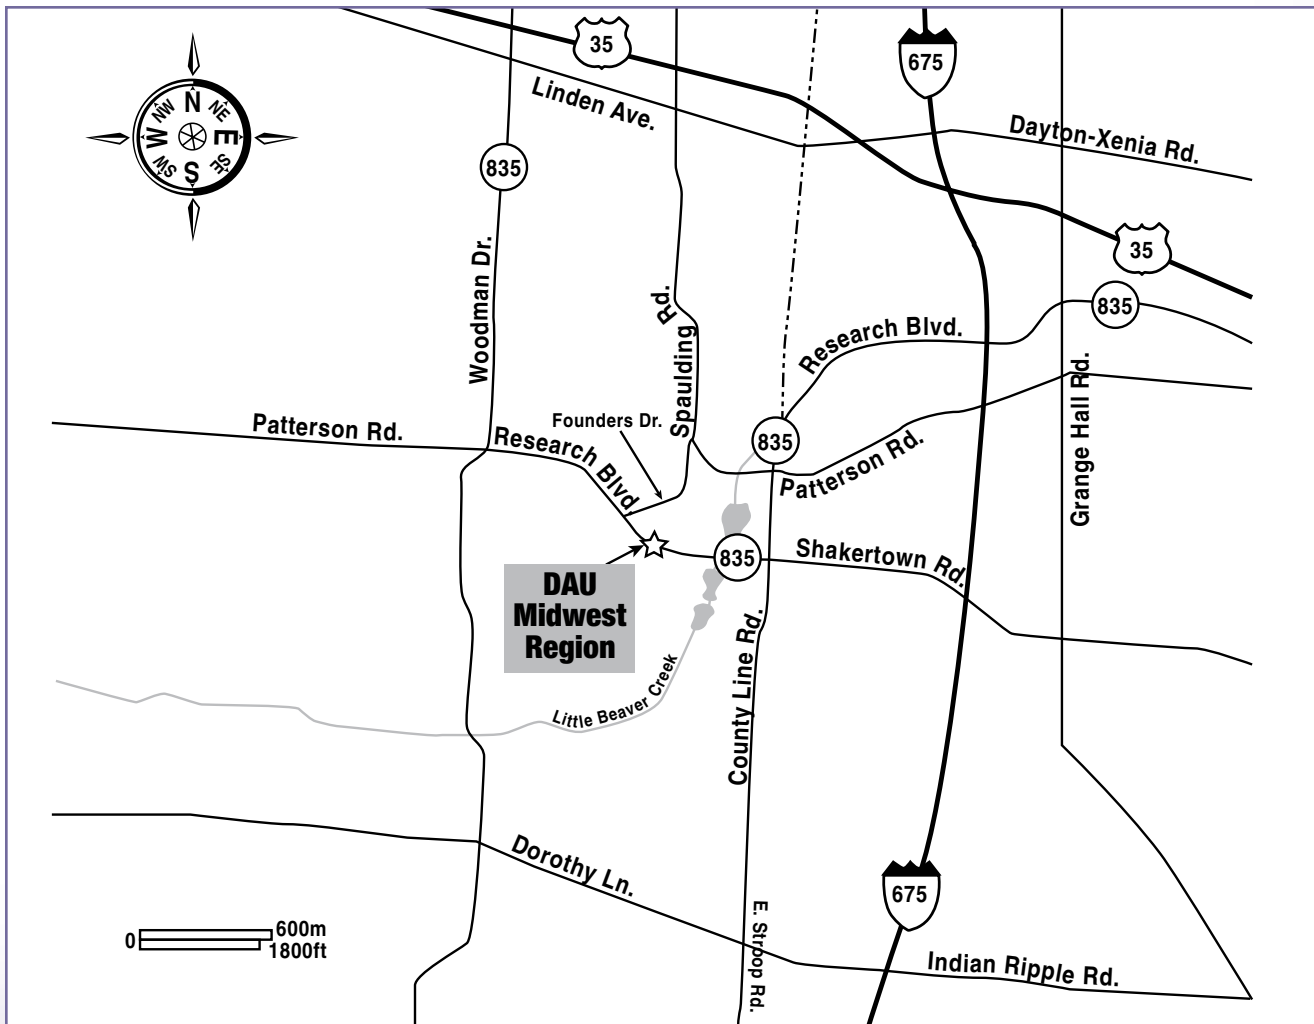 35
675
Linden Ave.
Dayton-Xenia Rd.
N
NE
E
SE
S
SW
W
NW
835
35
Woodman Dr.
Spaulding Rd.
Research Blvd.
835
Grange Hall Rd.
Patterson Rd.
Founders Dr.
Research Blvd.
835
Patterson Rd.
835
Shakertown Rd.
DAU
Midwest
Region
County Line Rd.
Little Beaver Creek
Dorothy Ln.
675
E. Stroop Rd.
0
600m
1800ft
Indian Ripple Rd.